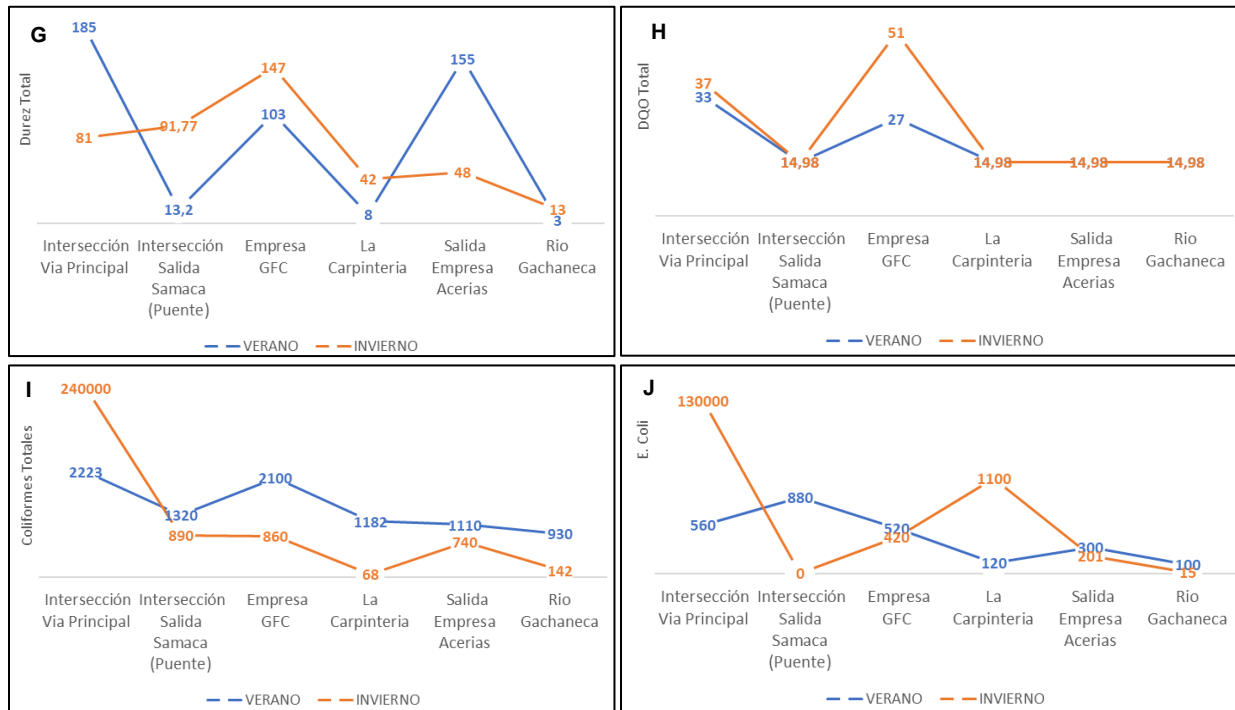 G
Durez Total
185
155
147
103
91,77
81
48
42
13,2
13
8
3
Intersección
Via Principal
Intersección
Salida
Samaca
(Puente)
Empresa
GFC
La
Carpinteria
Salida
Empresa
Acerias
Rio
Gachaneca
VERANO
INVIERNO
H
DQO Total
51
37
33
27
14,98
14,98
14,98
14,98
Intersección
Via Principal
Intersección
Salida
Samaca
(Puente)
Empresa
GFC
La
Carpinteria
Salida
Empresa
Acerias
Rio
Gachaneca
VERANO
INVIERNO
I
Coliformes Totales
240000
2223
2100
1320
1182
1110
930
890
860
740
142
68
Intersección
Via Principal
Intersección
Salida
Samaca
(Puente)
Empresa
GFC
La
Carpinteria
Salida
Empresa
Acerias
Rio
Gachaneca
VERANO
INVIERNO
J
E. Coli
130000
1100
880
560
520
420
300
201
120
100
15
0
Intersección
Via Principal
Intersección
Salida
Samaca
(Puente)
Empresa
GFC
La
Carpinteria
Salida
Empresa
Acerias
Rio
Gachaneca
VERANO
INVIERNO